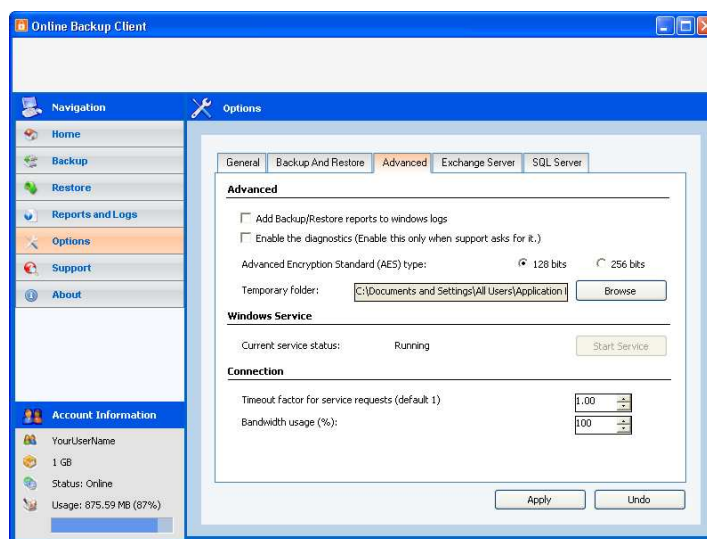 Online Backup Client
Navigation
Home
Backup
Restore
Reports and Logs
Options
Support
About
Account Information
YourUserName
1 GB
Status: Online
Usage: 875.59 MB (87%)
Options
General Backup And Restore Advanced Exchange Server SQL Server
Advanced
Add Backup/Restore reports to windows logs
Enable the diagnostics (Enable this only when support asks for it.)
Advanced Encryption Standard (AES) type: 128 bits 256 bits
Temporary folder: C:\Documents and Settings\All Users\Application Browse
Windows Service
Current service status: Running Start Service
Connection
Timeout factor for service requests (default 1) 1.00
Bandwidth usage (%): 100
Apply Undo